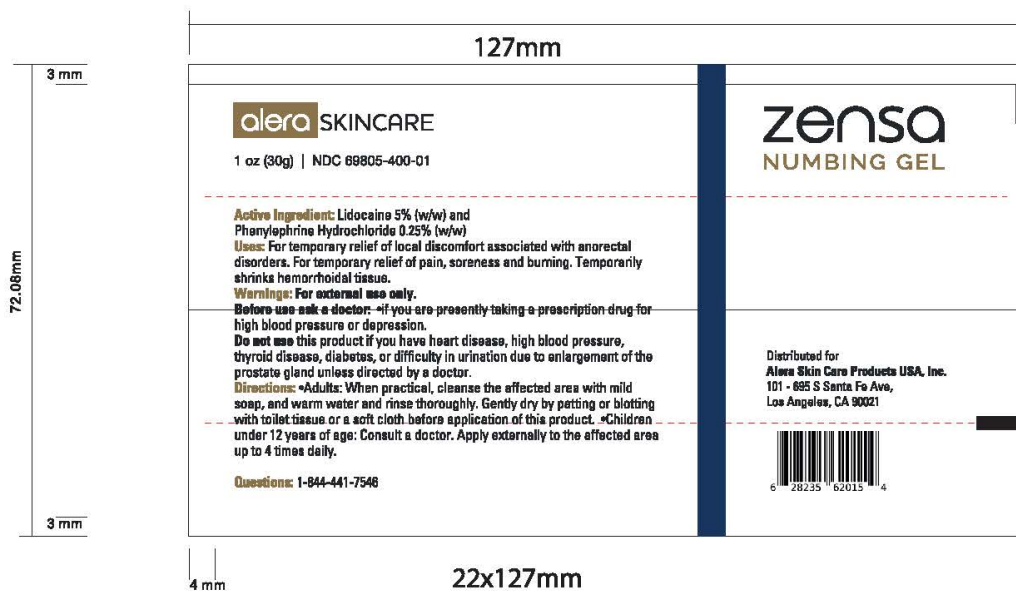 127mm
3 mm
alera SKINCARE
1 oz (30g) | NDC 69805-400-01
zensa
NUMBING GEL
Active Ingredient: Lidocaine 5% (w/w) and
Phenylephrine Hydrochloride 0.25% (w/w)
Uses: For temporary relief of local discomfort associated with anorectal
disorders. For temporary relief of pain, soreness and burning. Temporarily
shrinks hemorrhoidal tissue.
Warnings: For external use only.
Before use ask a doctor: •if you are presently taking a prescription drug for
high blood pressure or depression.
Do not use this product if you have heart disease, high blood pressure,
thyroid disease, diabetes, or difficulty in urination due to enlargement of the
prostate gland unless directed by a doctor.
Directions: •Adults: When practical, cleanse the affected area with mild
soap, and warm water and rinse thoroughly. Gently dry by patting or blotting
with toilet tissue or a soft cloth before application of this product. •Children
under 12 years of age: Consult a doctor. Apply externally to the affected area
up to 4 times daily.
Questions: 1-844-441-7546
72.08mm
Distributed for
Alera Skin Care Products USA, Inc.
101 - 695 S Santa Fe Ave,
Los Angeles, CA 90021
6 28235 62015 4
3 mm
4 mm
22x127mm